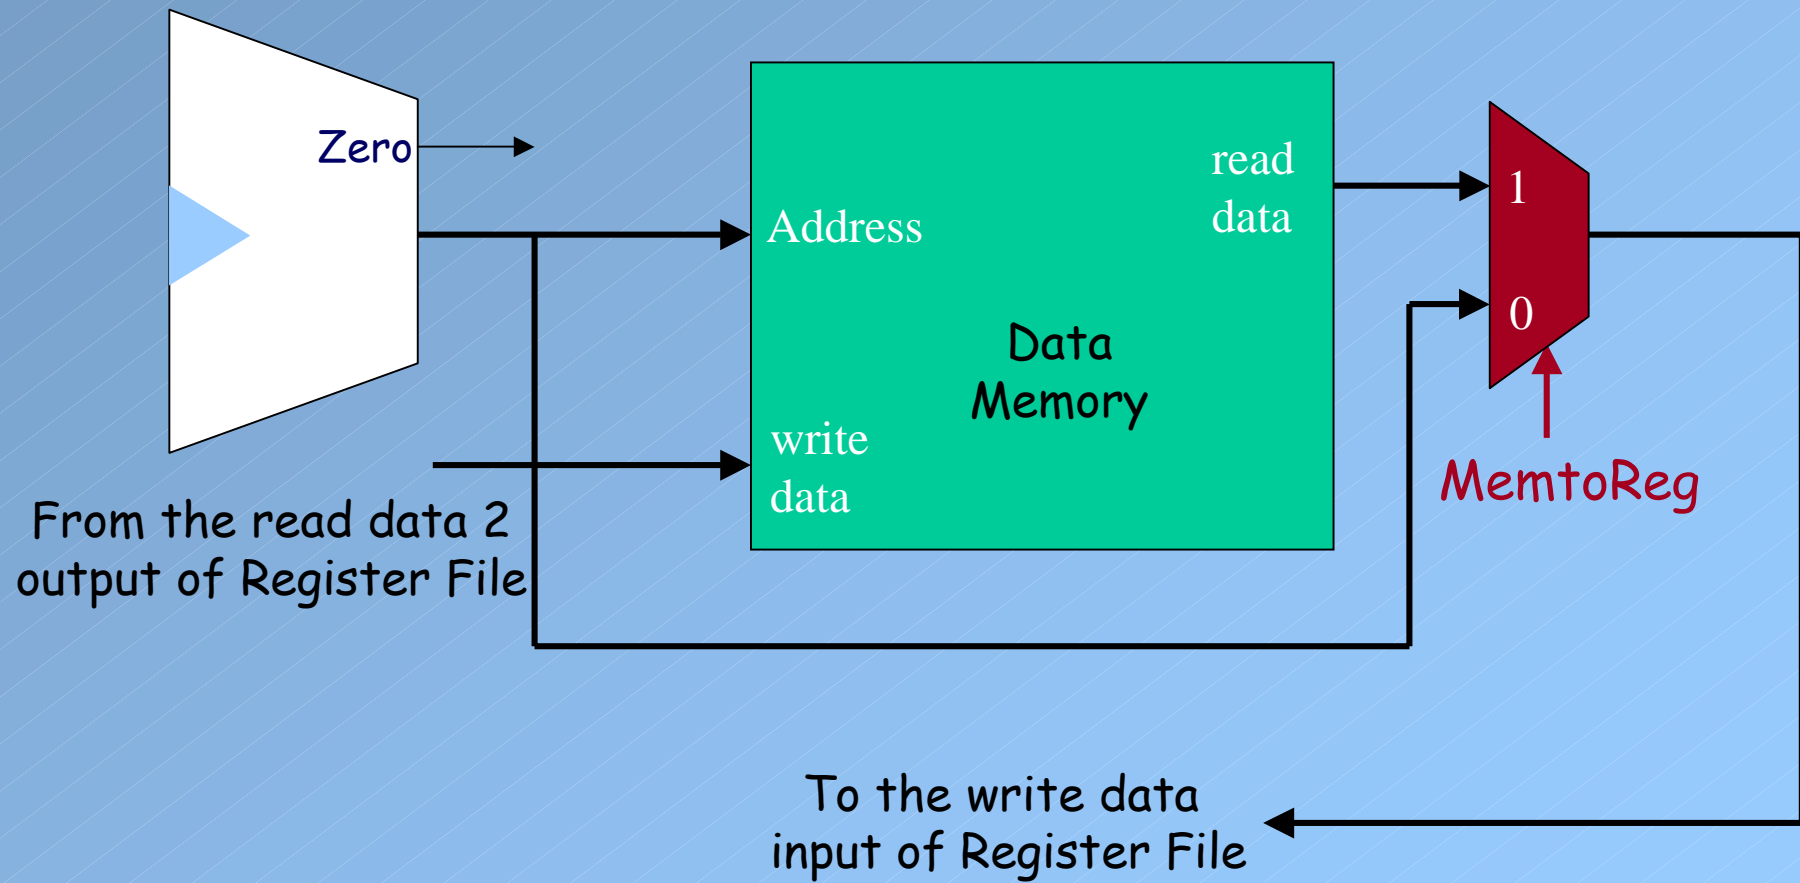 Zero
Address
read
data
1
0
Data
Memory
write
data
MemtoReg
From the read data 2
output of Register File
To the write data
input of Register File